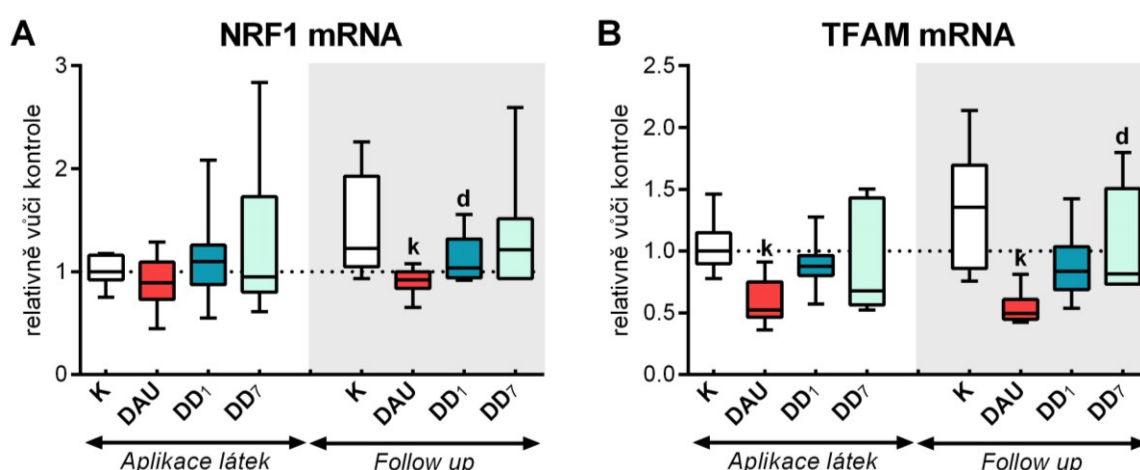 A NRF1 mRNA
relativně vůči kontrole
3
2
1
0
d
k
K DAU DD1 DD7 K DAU DD1 DD7
Aplikace látek Follow up
B TFAM mRNA
relativně vůči kontrole
2.5
2.0
1.5
1.0
0.5
0.0
d
k
k
K DAU DD1 DD7 K DAU DD1 DD7
Aplikace látek Follow up